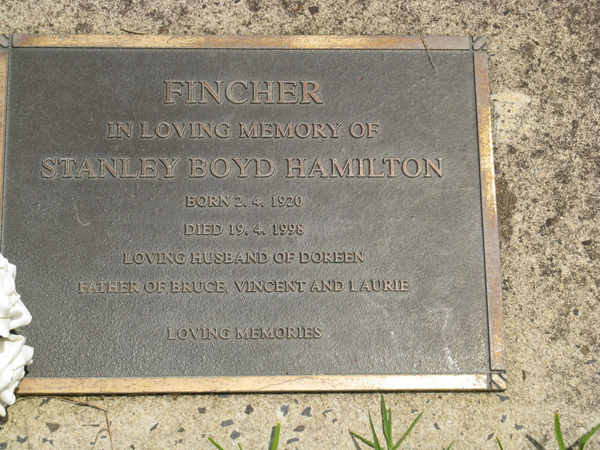 FINCHER
IN LOVING MEMORY OF
STANLEY BOYD HAMILTON
BORN 2. 4. 1920
DIED 19. 4. 1998
LOVING HUSBAND OF DOREEN
FATHER OF BRUCE, VINCENT AND LAURIE
LOVING MEMORIES